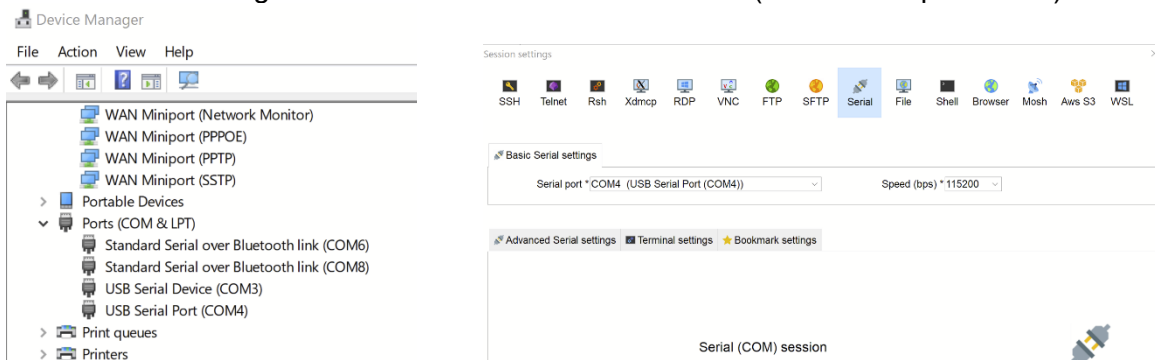 Device Manager
File Action View Help
WAN Miniport (Network Monitor)
WAN Miniport (PPPOE)
WAN Miniport (PPTP)
WAN Miniport (SSTP)
Portable Devices
Ports (COM & LPT)
Standard Serial over Bluetooth link (COM6)
Standard Serial over Bluetooth link (COM8)
USB Serial Device (COM3)
USB Serial Port (COM4)
Print queues
Printers
Session settings
SSH Telnet Rsh Xdmcp RDP VNC FTP SFTP Serial File Shell Browser Mosh Aws S3 WSL
Basic Serial settings
Serial port * COM4 (USB Serial Port (COM4)) Speed (bps) * 115200
Advanced Serial settings Terminal settings Bookmark settings
Serial (COM) session